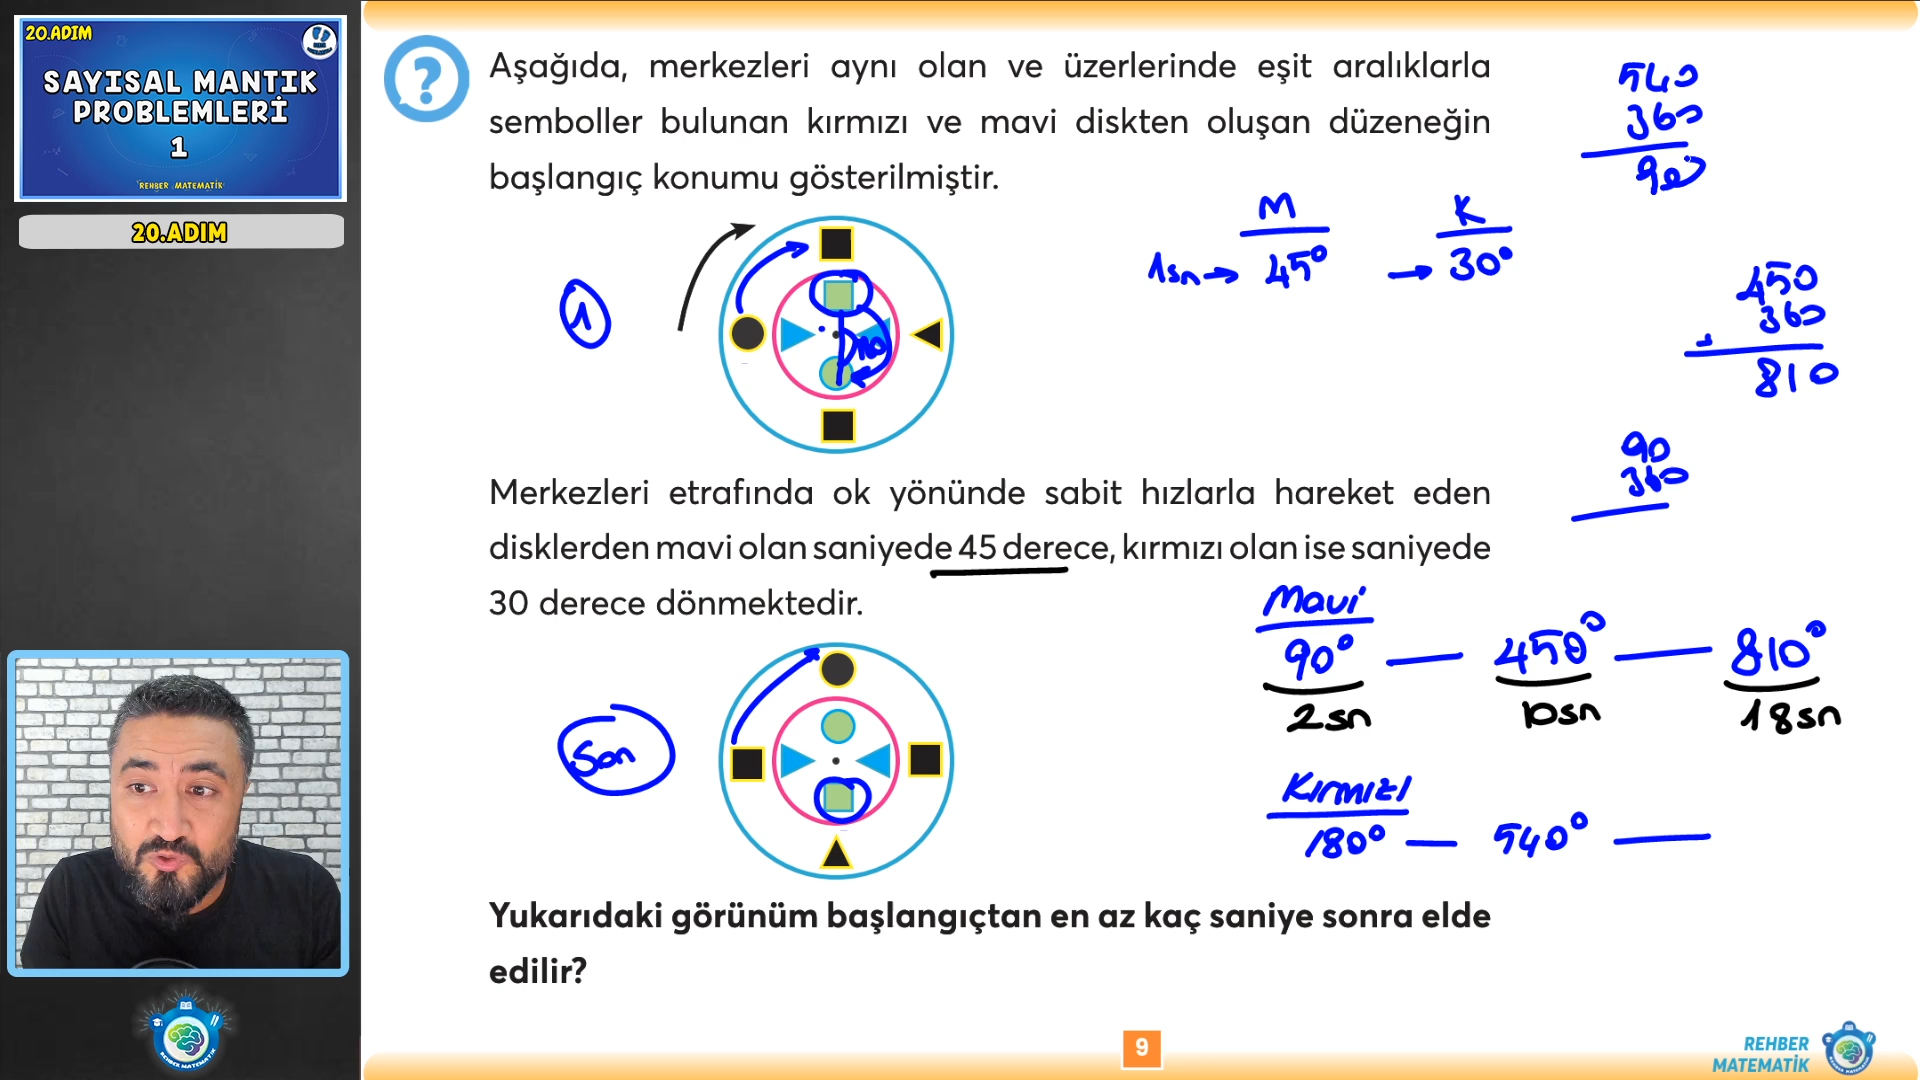 20.ADIM
SAYISAL MANTIK
PROBLEMLERİ
1
REHBER MATEMATİK
20.ADIM
Aşağıda, merkezleri aynı olan ve üzerlerinde eşit aralıklarla
semboller bulunan kırmızı ve mavi diskten oluşan düzeneğin
başlangıç konumu gösterilmiştir.
1
M K
1sn → 45° → 30°
540
360
90
450
360
+
810
90
360
Merkezleri etrafında ok yönünde sabit hızlarla hareket eden
disklerden mavi olan saniyede 45 derece, kırmızı olan ise saniyede
30 derece dönmektedir.
Son
Mavi
90° — 450° — 810°
2sn 10sn 18sn
Kırmızı
180° — 540° —
Yukarıdaki görünüm başlangıçtan en az kaç saniye sonra elde
edilir?
9
REHBER
MATEMATİK
REHBER MATEMATİK